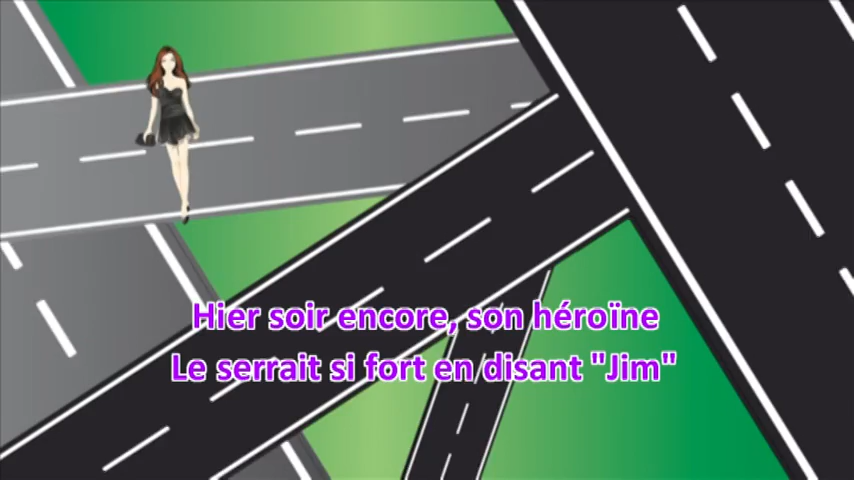 Hier soir encore, son héroïne
Le serrait si fort en disant "Jim"